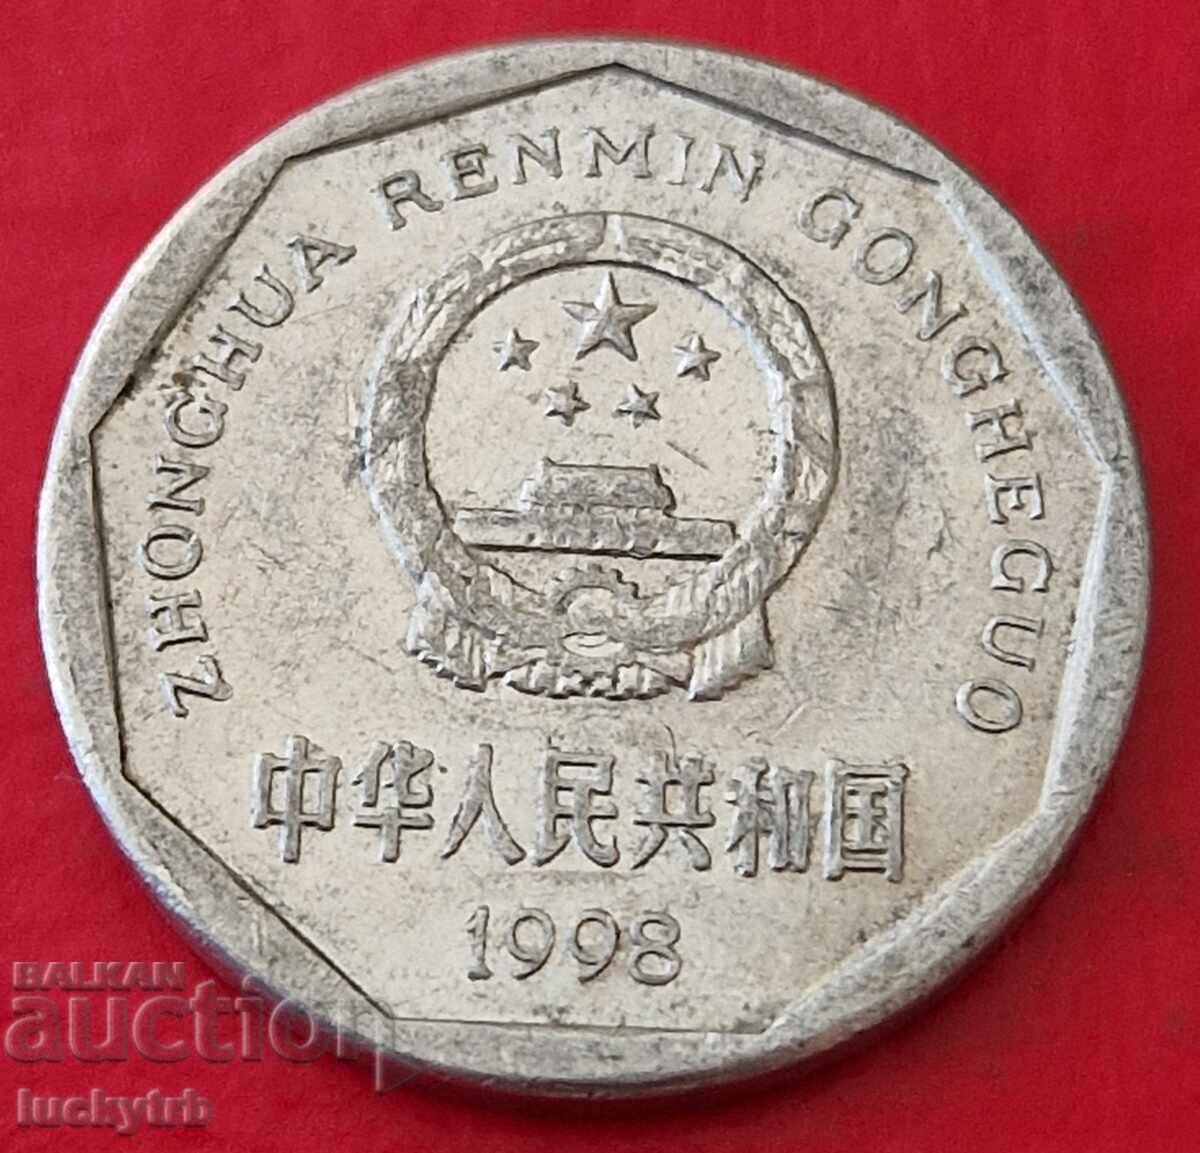 ZHONGHUA RENMIN GONGHEGUO
中华人民共和国
1998
BALKAN
auction
luckytrb